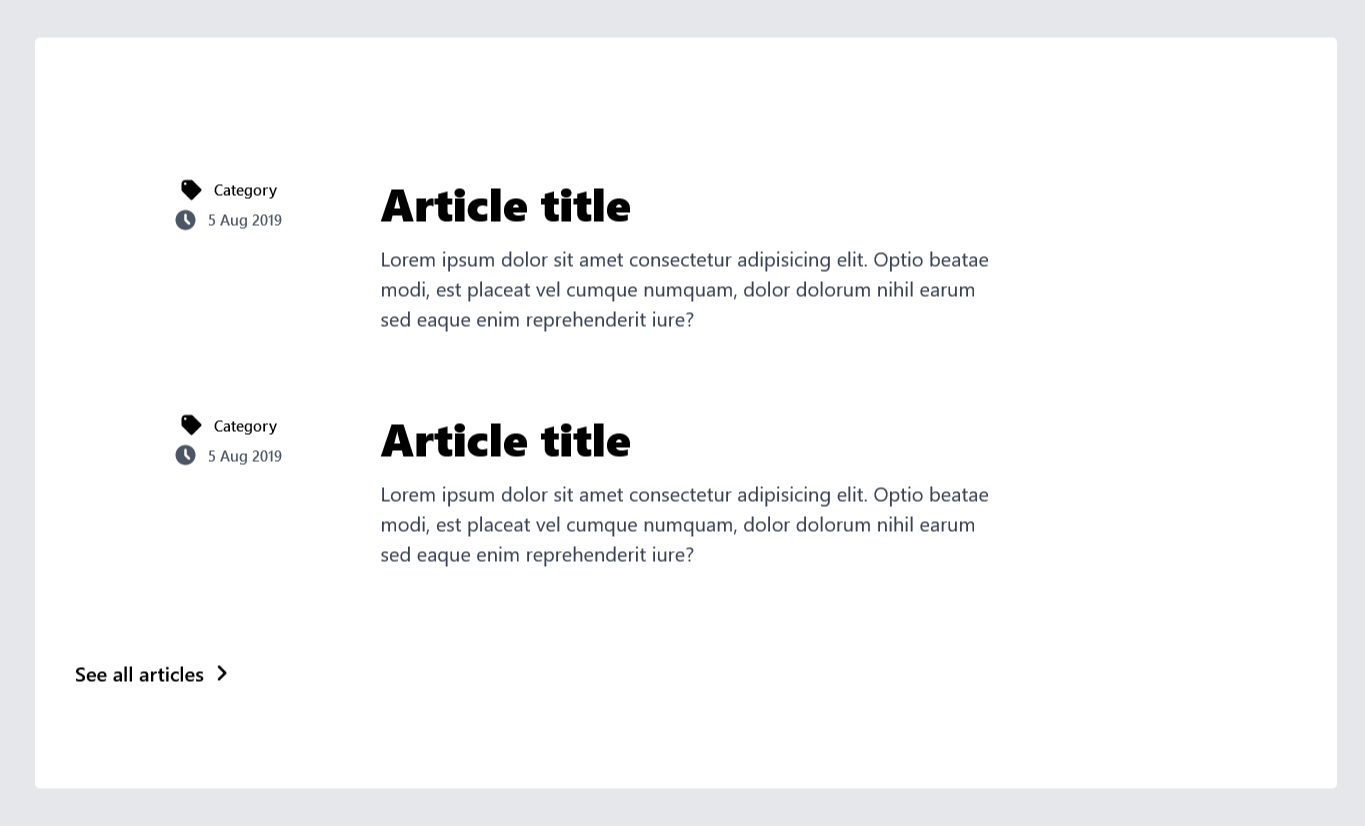 Category
5 Aug 2019
Article title
Lorem ipsum dolor sit amet consectetur adipisicing elit. Optio beatae
modi, est placeat vel cumque numquam, dolor dolorum nihil earum
sed eaque enim reprehenderit iure?
Category
5 Aug 2019
Article title
Lorem ipsum dolor sit amet consectetur adipisicing elit. Optio beatae
modi, est placeat vel cumque numquam, dolor dolorum nihil earum
sed eaque enim reprehenderit iure?
See all articles